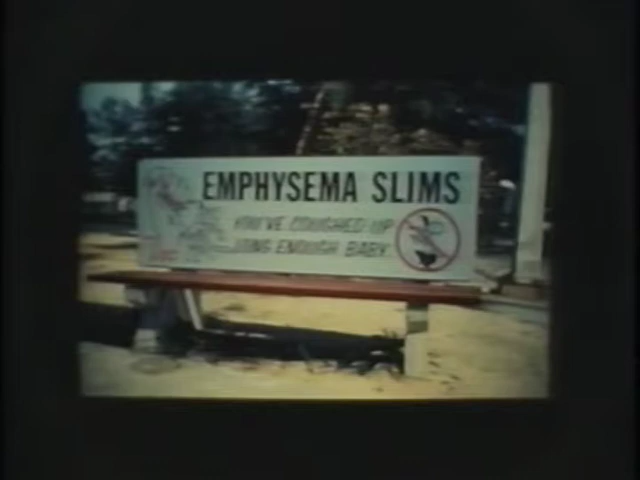 EMPHYSEMA SLIMS
YOU'VE COUGHED UP
LONG ENOUGH BABY